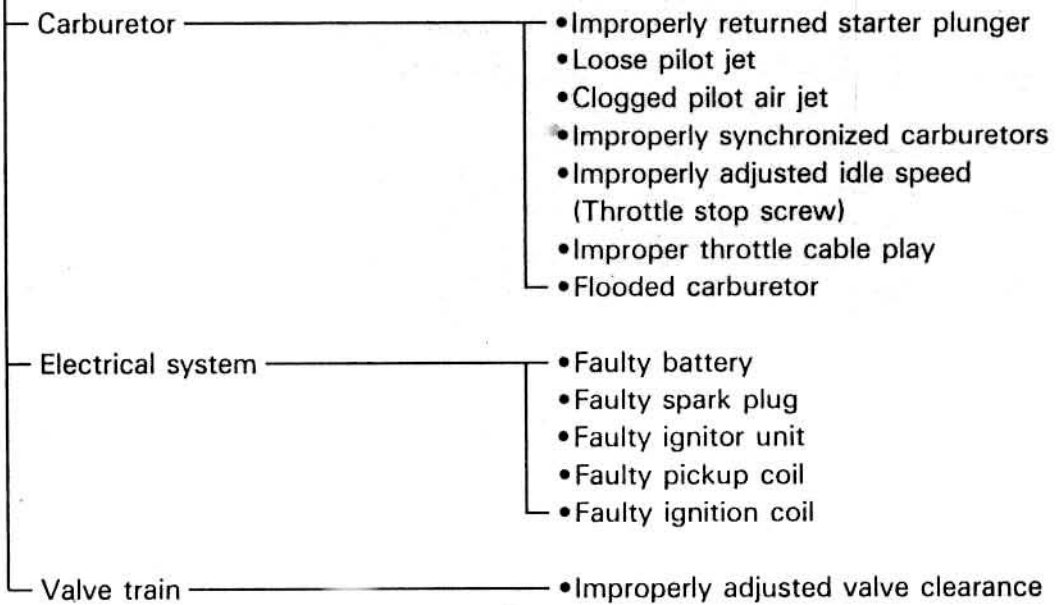 Carburetor
•Improperly returned starter plunger
•Loose pilot jet
•Clogged pilot air jet
•Improperly synchronized carburetors
•Improperly adjusted idle speed
(Throttle stop screw)
•Improper throttle cable play
•Flooded carburetor
Electrical system
•Faulty battery
•Faulty spark plug
•Faulty ignitor unit
•Faulty pickup coil
•Faulty ignition coil
Valve train
•Improperly adjusted valve clearance